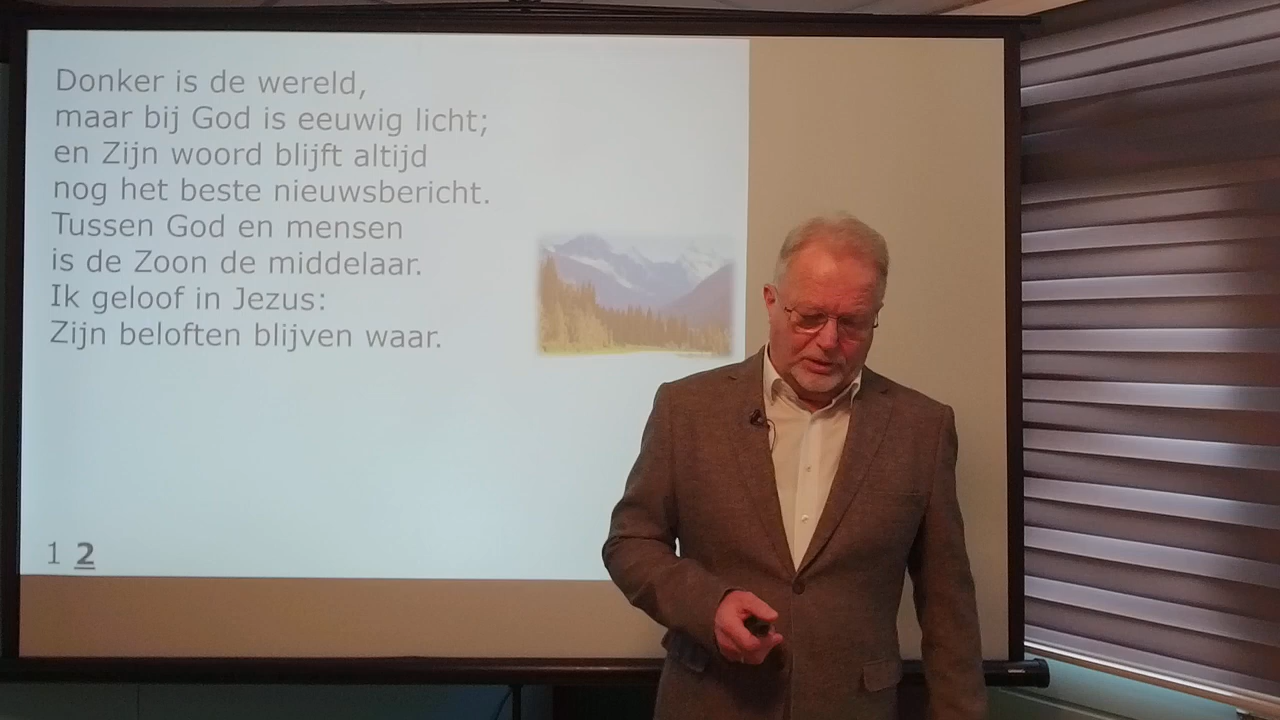 Donker is de wereld,
maar bij God is eeuwig licht;
en Zijn woord blijft altijd
nog het beste nieuwsbericht.
Tussen God en mensen
is de Zoon de middelaar.
Ik geloof in Jezus:
Zijn beloften blijven waar.
1 2